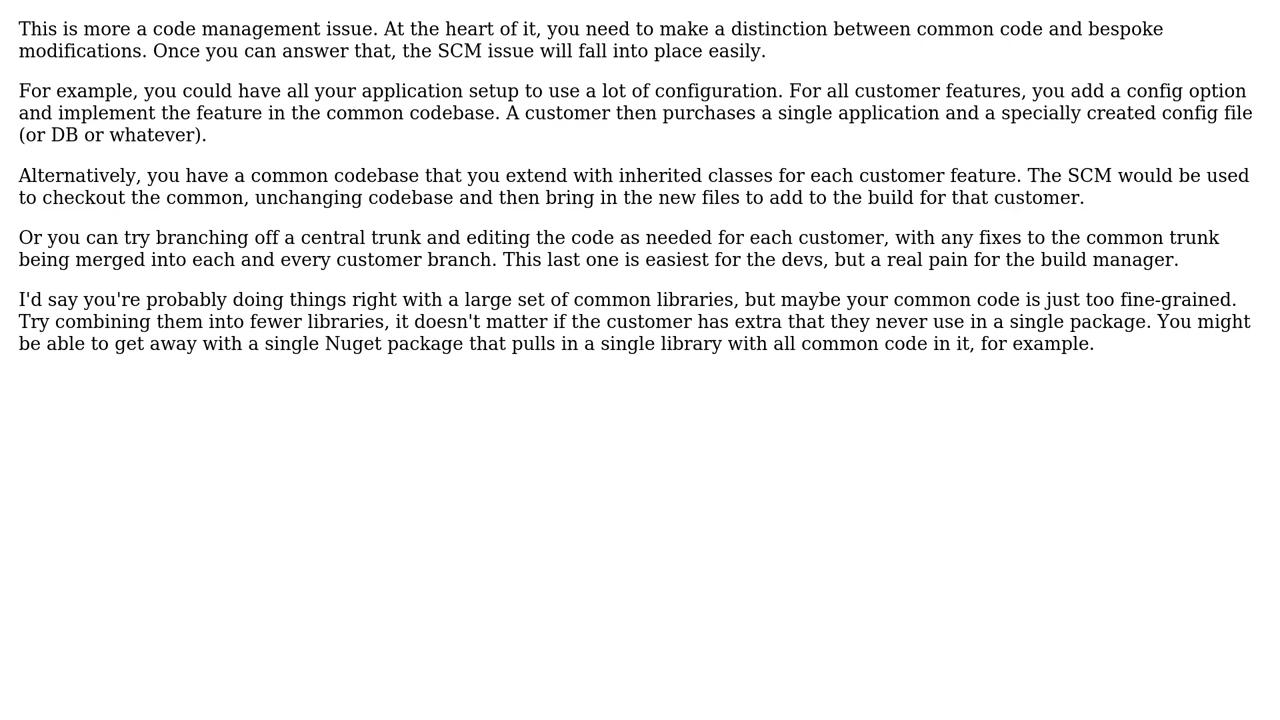 This is more a code management issue. At the heart of it, you need to make a distinction between common code and bespoke
modifications. Once you can answer that, the SCM issue will fall into place easily.
For example, you could have all your application setup to use a lot of configuration. For all customer features, you add a config option
and implement the feature in the common codebase. A customer then purchases a single application and a specially created config file
(or DB or whatever).
Alternatively, you have a common codebase that you extend with inherited classes for each customer feature. The SCM would be used
to checkout the common, unchanging codebase and then bring in the new files to add to the build for that customer.
Or you can try branching off a central trunk and editing the code as needed for each customer, with any fixes to the common trunk
being merged into each and every customer branch. This last one is easiest for the devs, but a real pain for the build manager.
I'd say you're probably doing things right with a large set of common libraries, but maybe your common code is just too fine-grained.
Try combining them into fewer libraries, it doesn't matter if the customer has extra that they never use in a single package. You might
be able to get away with a single Nuget package that pulls in a single library with all common code in it, for example.